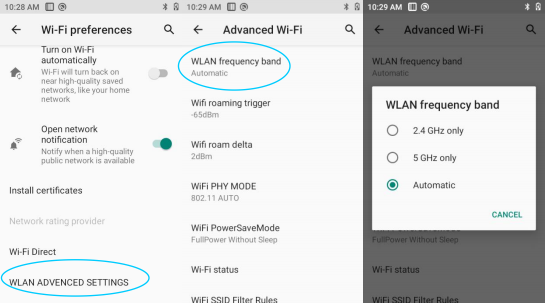 10:28 AM
Wi-Fi preferences
Turn on Wi-Fi
automatically
Wi-Fi will turn back on
near high-quality saved
networks, like your home
network
Open network
notification
Notify when a high-quality
public network is available
Install certificates
Network rating provider
Wi-Fi Direct
WLAN ADVANCED SETTINGS
10:29 AM
Advanced Wi-Fi
WLAN frequency band
Automatic
Wifi roaming trigger
-65dBm
Wifi roam delta
2dBm
WiFi PHY MODE
802.11 AUTO
WiFi PowerSaveMode
FullPower Without Sleep
Wi-Fi status
WiFi SSID Filter Rules
10:29 AM
Advanced Wi-Fi
WLAN frequency band
Automatic
WLAN frequency band
2.4 GHz only
5 GHz only
Automatic
CANCEL
WiFi PowerSaveMode
FullPower Without Sleep
Wi-Fi status
WiFi SSID Filter Rules